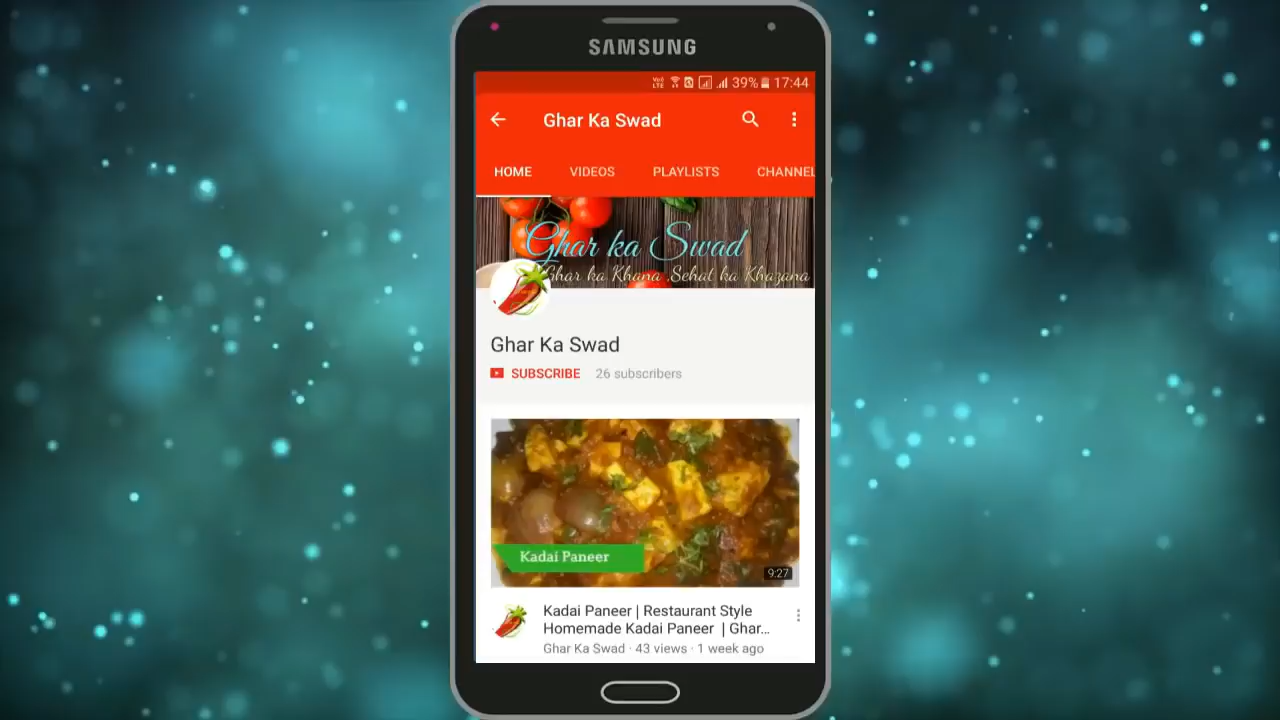 SAMSUNG
VoD LTE 39% 17:44
Ghar Ka Swad
HOME VIDEOS PLAYLISTS CHANNEL
Ghar ka Swad
Ghar ka Khana ,Sehat ka Khazana
Ghar Ka Swad
SUBSCRIBE 26 subscribers
Kadai Paneer
9:27
Kadai Paneer | Restaurant Style
Homemade Kadai Paneer | Ghar...
Ghar Ka Swad · 43 views · 1 week ago